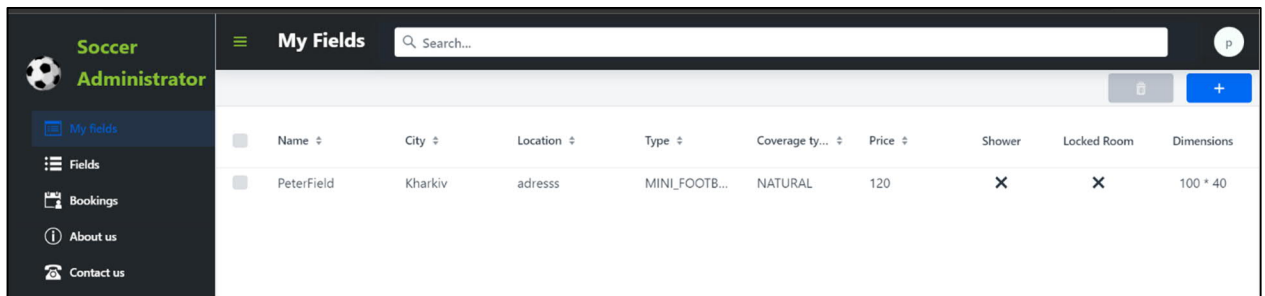 Soccer
Administrator
My Fields
Search...
p
+
My fields
Fields
Bookings
About us
Contact us
Name City Location Type Coverage ty... Price Shower Locked Room Dimensions
PeterField Kharkiv adresss MINI_FOOTB... NATURAL 120 100 * 40